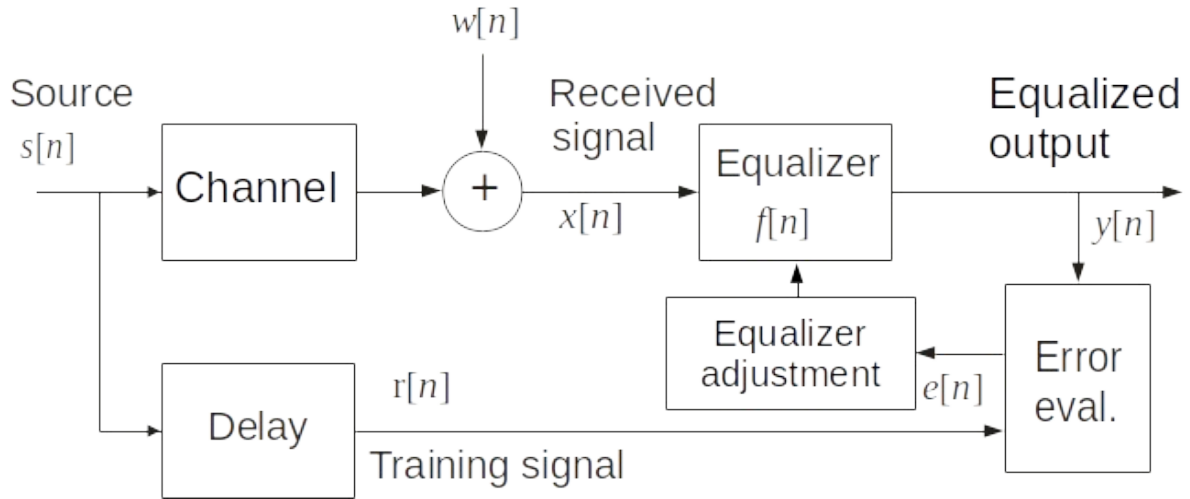 w[n]
Source
s[n]
Channel
+
Received
signal
x[n]
Equalizer
f[n]
Equalized
output
y[n]
Equalizer
adjustment
e[n]
Error
eval.
Delay
r[n]
Training signal